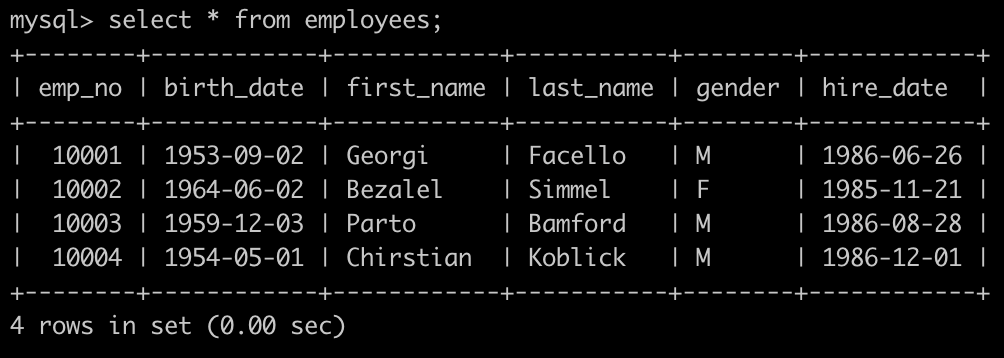 mysql> select * from employees;
+--------+------------+------------+-----------+--------+------------+
| emp_no | birth_date | first_name | last_name | gender | hire_date  |
+--------+------------+------------+-----------+--------+------------+
|  10001 | 1953-09-02 | Georgi     | Facello   | M      | 1986-06-26 |
|  10002 | 1964-06-02 | Bezalel    | Simmel    | F      | 1985-11-21 |
|  10003 | 1959-12-03 | Parto      | Bamford   | M      | 1986-08-28 |
|  10004 | 1954-05-01 | Chirstian  | Koblick   | M      | 1986-12-01 |
+--------+------------+------------+-----------+--------+------------+
4 rows in set (0.00 sec)